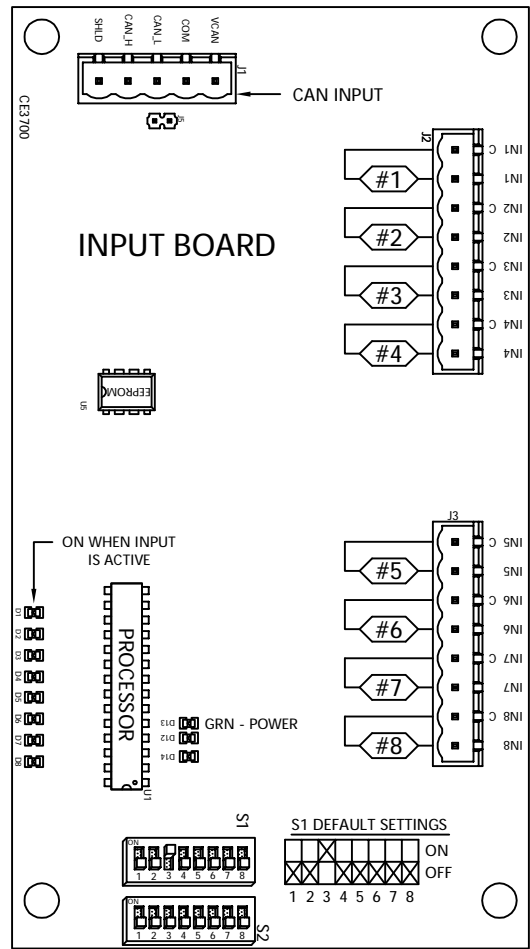 SHLD
CAN_H
CAN_L
COM
VCAN
J1
CAN INPUT
J5
CE3700
INPUT BOARD
J2
IN1 C
IN1
IN2 C
IN2
IN3 C
IN3
IN4 C
IN4
#1
#2
#3
#4
EEPROM
U5
J3
IN5 C
IN5
IN6 C
IN6
IN7 C
IN7
IN8 C
IN8
#5
#6
#7
#8
ON WHEN INPUT
IS ACTIVE
D1
D2
D3
D4
D5
D6
D7
D8
PROCESSOR
U1
D13
GRN - POWER
D12
D14
S1
ON
1 2 3 4 5 6 7 8
S1 DEFAULT SETTINGS
ON
OFF
1 2 3 4 5 6 7 8
ON
1 2 3 4 5 6 7 8
S2